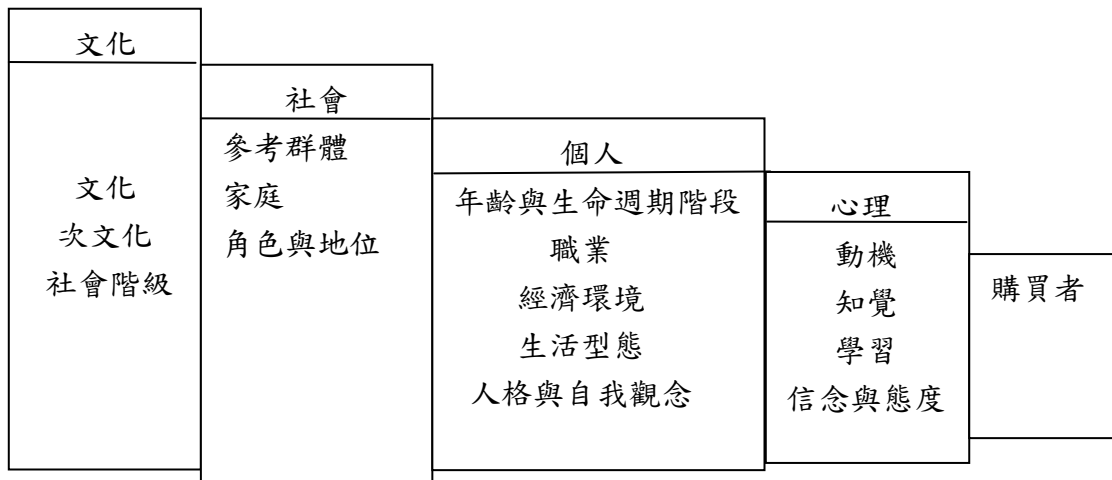 文化
文化
次文化
社會階級
社會
參考群體
家庭
角色與地位
個人
年齡與生命週期階段
職業
經濟環境
生活型態
人格與自我觀念
心理
動機
知覺
學習
信念與態度
購買者